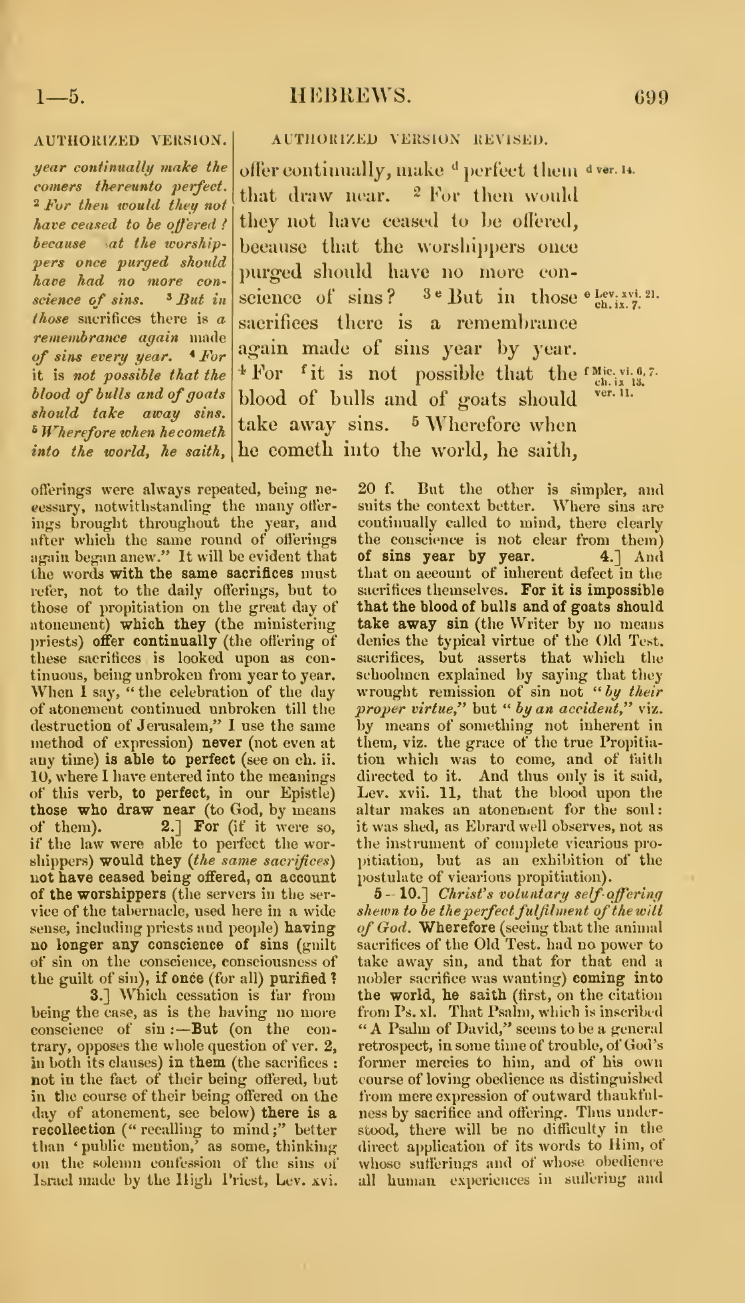 1—5.
HEBREWS.
699
AUTHORIZED VERSION.
year continually make the
comers thereunto perfect.
2 For then would they not
have ceased to be offered ?
because at the worship-
pers once purged should
have had no more con-
science of sins. 3 But in
those sacrifices there is a
remembrance again made
of sins every year. 4 For
it is not possible that the
blood of bulls and of goats
should take away sins.
5 Wherefore when he cometh
into the world, he saith,
AUTHORIZED VERSION REVISED.
offer continually, make d perfect them
that draw near. 2 For then would
they not have ceased to be offered,
because that the worshippers once
purged should have no more con-
science of sins ? 3 e But in those
sacrifices there is a remembrance
again made of sins year by year.
4 For f it is not possible that the
blood of bulls and of goats should
take away sins. 5 Wherefore when
he cometh into the world, he saith,
d ver. 14.
e Lev. xvi. 21.
ch. ix. 7.
f Mic. vi. 6, 7.
ch. ix 13.
ver. 11.
offerings were always repeated, being ne-
cessary, notwithstanding the many offer-
ings brought throughout the year, and
after which the same round of offerings
again began anew." It will be evident that
the words with the same sacrifices must
refer, not to the daily offerings, but to
those of propitiation on the great day of
atonement) which they (the ministering
priests) offer continually (the offering of
these sacrifices is looked upon as con-
tinuous, being unbroken from year to year.
When I say, "the celebration of the day
of atonement continued unbroken till the
destruction of Jerusalem," I use the same
method of expression) never (not even at
any time) is able to perfect (see on ch. ii.
10, where I have entered into the meanings
of this verb, to perfect, in our Epistle)
those who draw near (to God, by means
of them). 2.] For (if it were so,
if the law were able to perfect the wor-
shippers) would they (the same sacrifices)
not have ceased being offered, on account
of the worshippers (the servers in the ser-
vice of the tabernacle, used here in a wide
sense, including priests and people) having
no longer any conscience of sins (guilt
of sin on the conscience, consciousness of
the guilt of sin), if once (for all) purified ?
3.] Which cessation is far from
being the case, as is the having no more
conscience of sin :—But (on the con-
trary, opposes the whole question of ver. 2,
in both its clauses) in them (the sacrifices :
not in the fact of their being offered, but
in the course of their being offered on the
day of atonement, see below) there is a
recollection (" recalling to mind ;" better
than ‘ public mention,’ as some, thinking
on the solemn confession of the sins of
Israel made by the High Priest, Lev. xvi.
20 f. But the other is simpler, and
suits the context better. Where sins are
continually called to mind, there clearly
the conscience is not clear from them)
of sins year by year. 4.] And
that on account of inherent defect in the
sacrifices themselves. For it is impossible
that the blood of bulls and of goats should
take away sin (the Writer by no means
denies the typical virtue of the Old Test.
sacrifices, but asserts that which the
schoolmen explained by saying that they
wrought remission of sin not " by their
proper virtue," but " by an accident," viz.
by means of something not inherent in
them, viz. the grace of the true Propitia-
tion which was to come, and of faith
directed to it. And thus only is it said,
Lev. xvii. 11, that the blood upon the
altar makes an atonement for the soul :
it was shed, as Ebrard well observes, not as
the instrument of complete vicarious pro-
pitiation, but as an exhibition of the
postulate of vicarious propitiation).
5 - 10.] Christ's voluntary self-offering
shewn to be the perfect fulfilment of the will
of God. Wherefore (seeing that the animal
sacrifices of the Old Test. had no power to
take away sin, and that for that end a
nobler sacrifice was wanting) coming into
the world, he saith (first, on the citation
from Ps. xl. That Psalm, which is inscribed
" A Psalm of David," seems to be a general
retrospect, in some time of trouble, of God's
former mercies to him, and of his own
course of loving obedience as distinguished
from mere expression of outward thankful-
ness by sacrifice and offering. Thus under-
stood, there will be no difficulty in the
direct application of its words to Him, of
whose sufferings and of whose obedience
all human experiences in suffering and